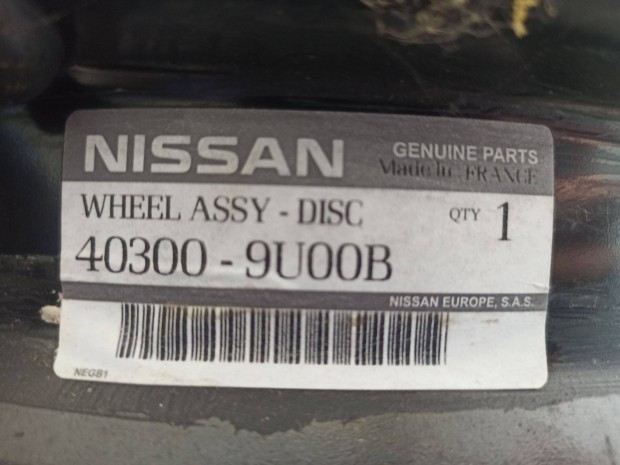 NISSAN
GENUINE PARTS
Made In: FRANCE
WHEEL ASSY - DISC
QTY 1
40300 - 9U00B
NISSAN EUROPE, S.A.S.
NEGB1